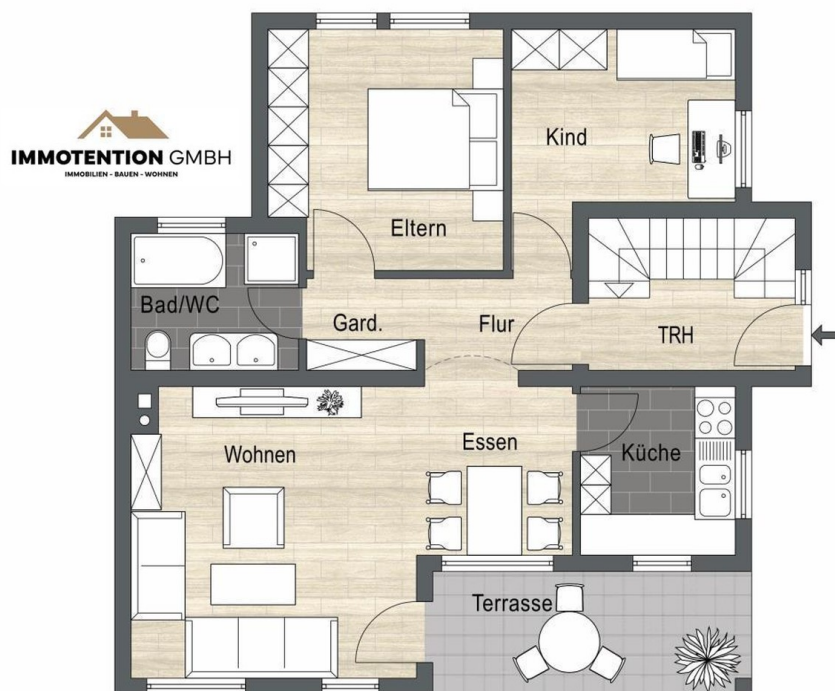 IMMOTENTION GMBH
IMMOBILIEN - BAUEN - WOHNEN
Kind
Eltern
Bad/WC
Gard.
Flur
TRH
Wohnen
Essen
Küche
Terrasse